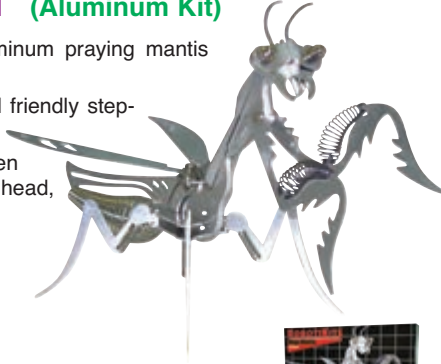 (Aluminum Kit)
minum praying mantis
l friendly step-
en
head,